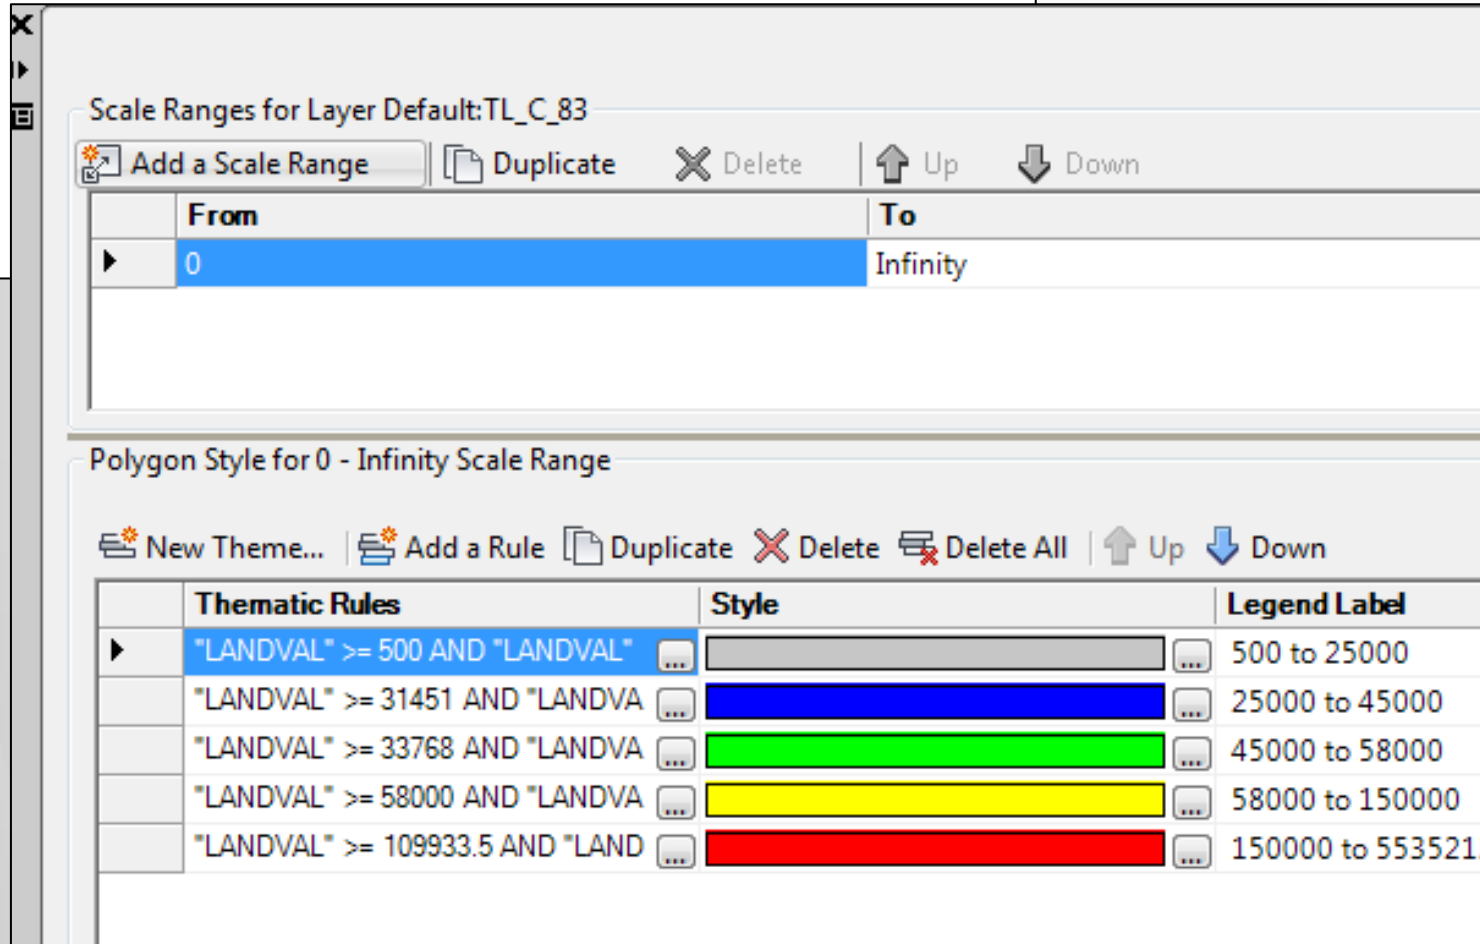 Scale Ranges for Layer Default:TL_C_83
Add a Scale Range Duplicate Delete Up Down
From To
0 Infinity
Polygon Style for 0 - Infinity Scale Range
New Theme... Add a Rule Duplicate Delete Delete All Up Down
Thematic Rules Style Legend Label
"LANDVAL" >= 500 AND "LANDVAL" ... ... 500 to 25000
"LANDVAL" >= 31451 AND "LANDVA ... ... 25000 to 45000
"LANDVAL" >= 33768 AND "LANDVA ... ... 45000 to 58000
"LANDVAL" >= 58000 AND "LANDVA ... ... 58000 to 150000
"LANDVAL" >= 109933.5 AND "LAND ... ... 150000 to 553521.